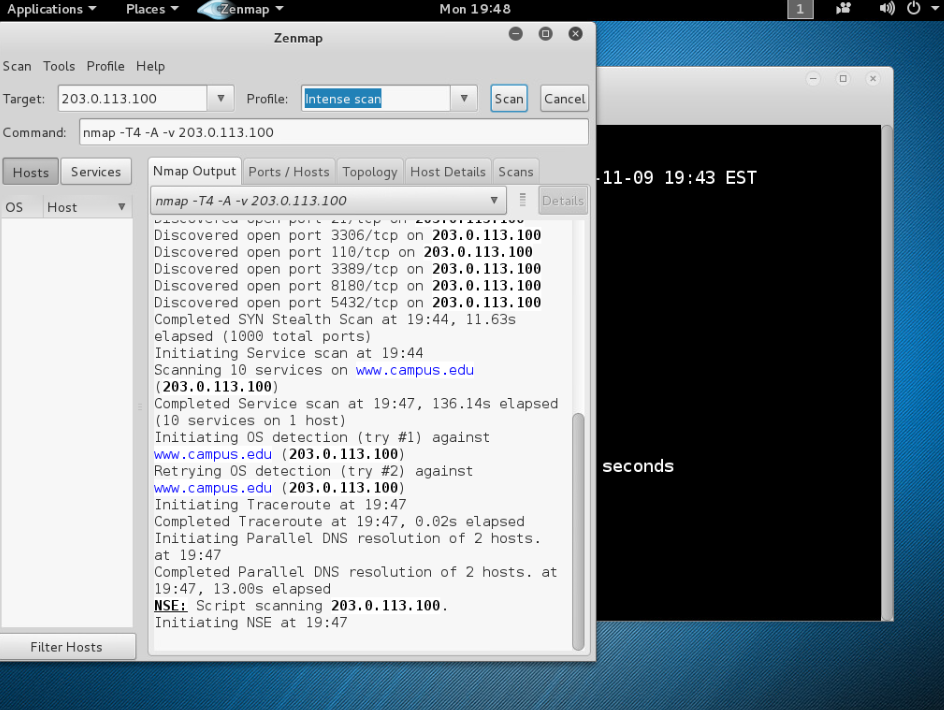 Applications Places Zenmap Mon 19:48 1
Zenmap
Scan Tools Profile Help
Target: 203.0.113.100 Profile: Intense scan Scan Cancel
Command: nmap -T4 -A -v 203.0.113.100
Hosts Services
OS Host
Filter Hosts
Nmap Output Ports / Hosts Topology Host Details Scans
nmap -T4 -A -v 203.0.113.100 Details
Discovered open port 21/tcp on 203.0.113.100
Discovered open port 3306/tcp on 203.0.113.100
Discovered open port 110/tcp on 203.0.113.100
Discovered open port 3389/tcp on 203.0.113.100
Discovered open port 8180/tcp on 203.0.113.100
Discovered open port 5432/tcp on 203.0.113.100
Completed SYN Stealth Scan at 19:44, 11.63s
elapsed (1000 total ports)
Initiating Service scan at 19:44
Scanning 10 services on www.campus.edu
(203.0.113.100)
Completed Service scan at 19:47, 136.14s elapsed
(10 services on 1 host)
Initiating OS detection (try #1) against
www.campus.edu (203.0.113.100)
Retrying OS detection (try #2) against
www.campus.edu (203.0.113.100)
Initiating Traceroute at 19:47
Completed Traceroute at 19:47, 0.02s elapsed
Initiating Parallel DNS resolution of 2 hosts.
at 19:47
Completed Parallel DNS resolution of 2 hosts. at
19:47, 13.00s elapsed
NSE: Script scanning 203.0.113.100.
Initiating NSE at 19:47
-11-09 19:43 EST
seconds